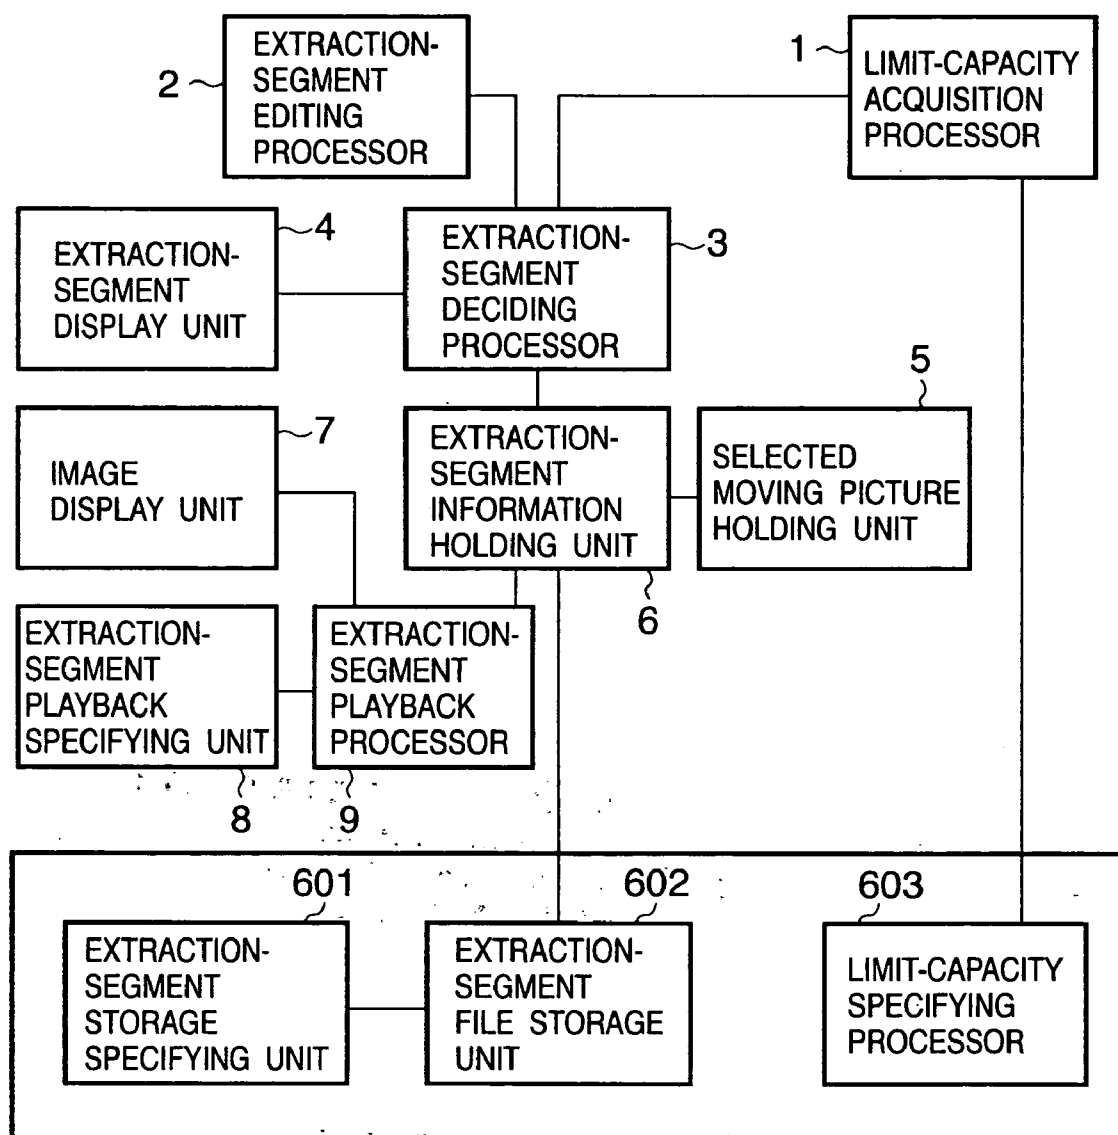 EXTRACTION-
SEGMENT
EDITING
PROCESSOR
2
1
LIMIT-CAPACITY
ACQUISITION
PROCESSOR
4
EXTRACTION-
SEGMENT
DISPLAY UNIT
EXTRACTION-
SEGMENT
DECIDING
PROCESSOR
3
7
IMAGE
DISPLAY UNIT
EXTRACTION-
SEGMENT
INFORMATION
HOLDING UNIT
6
5
SELECTED
MOVING PICTURE
HOLDING UNIT
EXTRACTION-
SEGMENT
PLAYBACK
SPECIFYING UNIT
8
EXTRACTION-
SEGMENT
PLAYBACK
PROCESSOR
9
601
EXTRACTION-
SEGMENT
STORAGE
SPECIFYING UNIT
602
EXTRACTION-
SEGMENT
FILE STORAGE
UNIT
603
LIMIT-CAPACITY
SPECIFYING
PROCESSOR